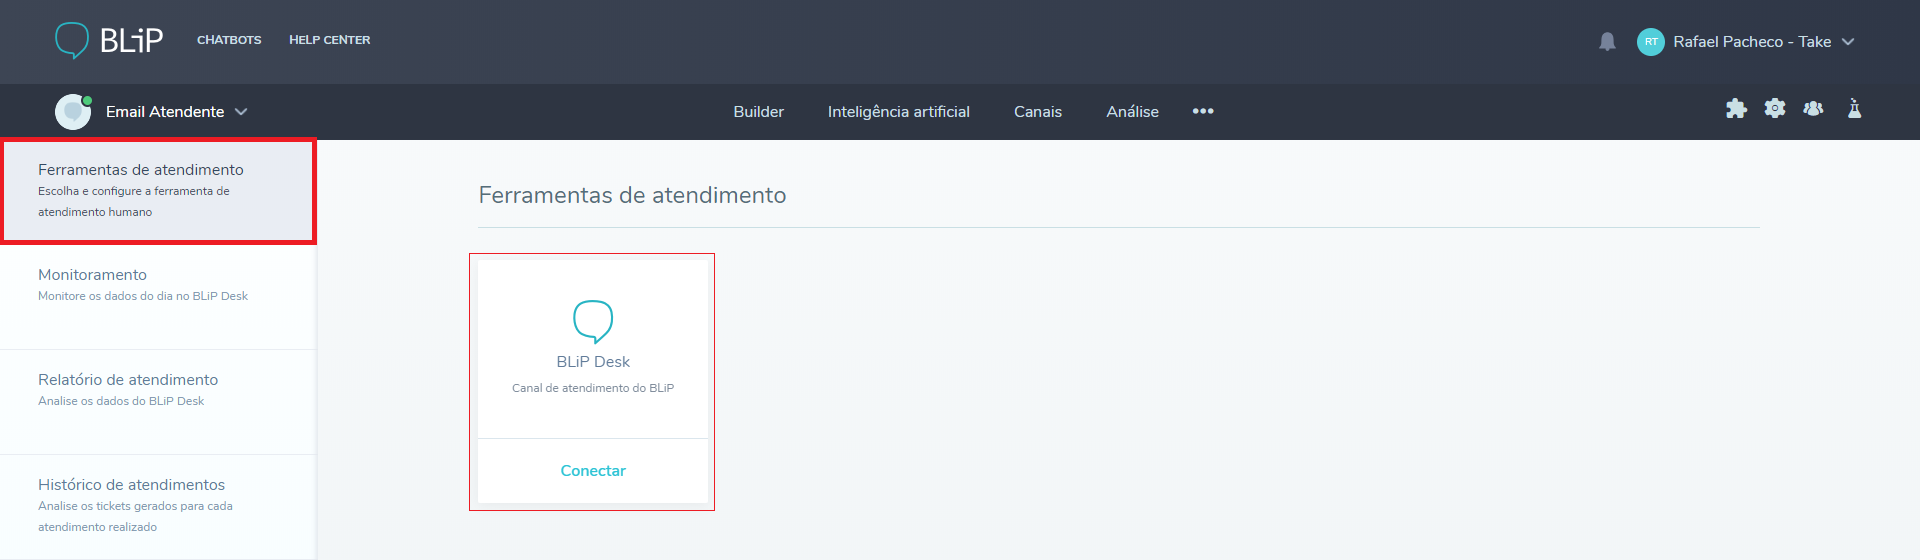 BLiP
CHATBOTS
HELP CENTER
RT
Rafael Pacheco - Take
Email Atendente
Builder
Inteligência artificial
Canais
Análise
Ferramentas de atendimento
Escolha e configure a ferramenta de
atendimento humano
Monitoramento
Monitore os dados do dia no BLiP Desk
Relatório de atendimento
Analise os dados do BLiP Desk
Histórico de atendimentos
Analise os tickets gerados para cada
atendimento realizado
Ferramentas de atendimento
BLiP Desk
Canal de atendimento do BLiP
Conectar